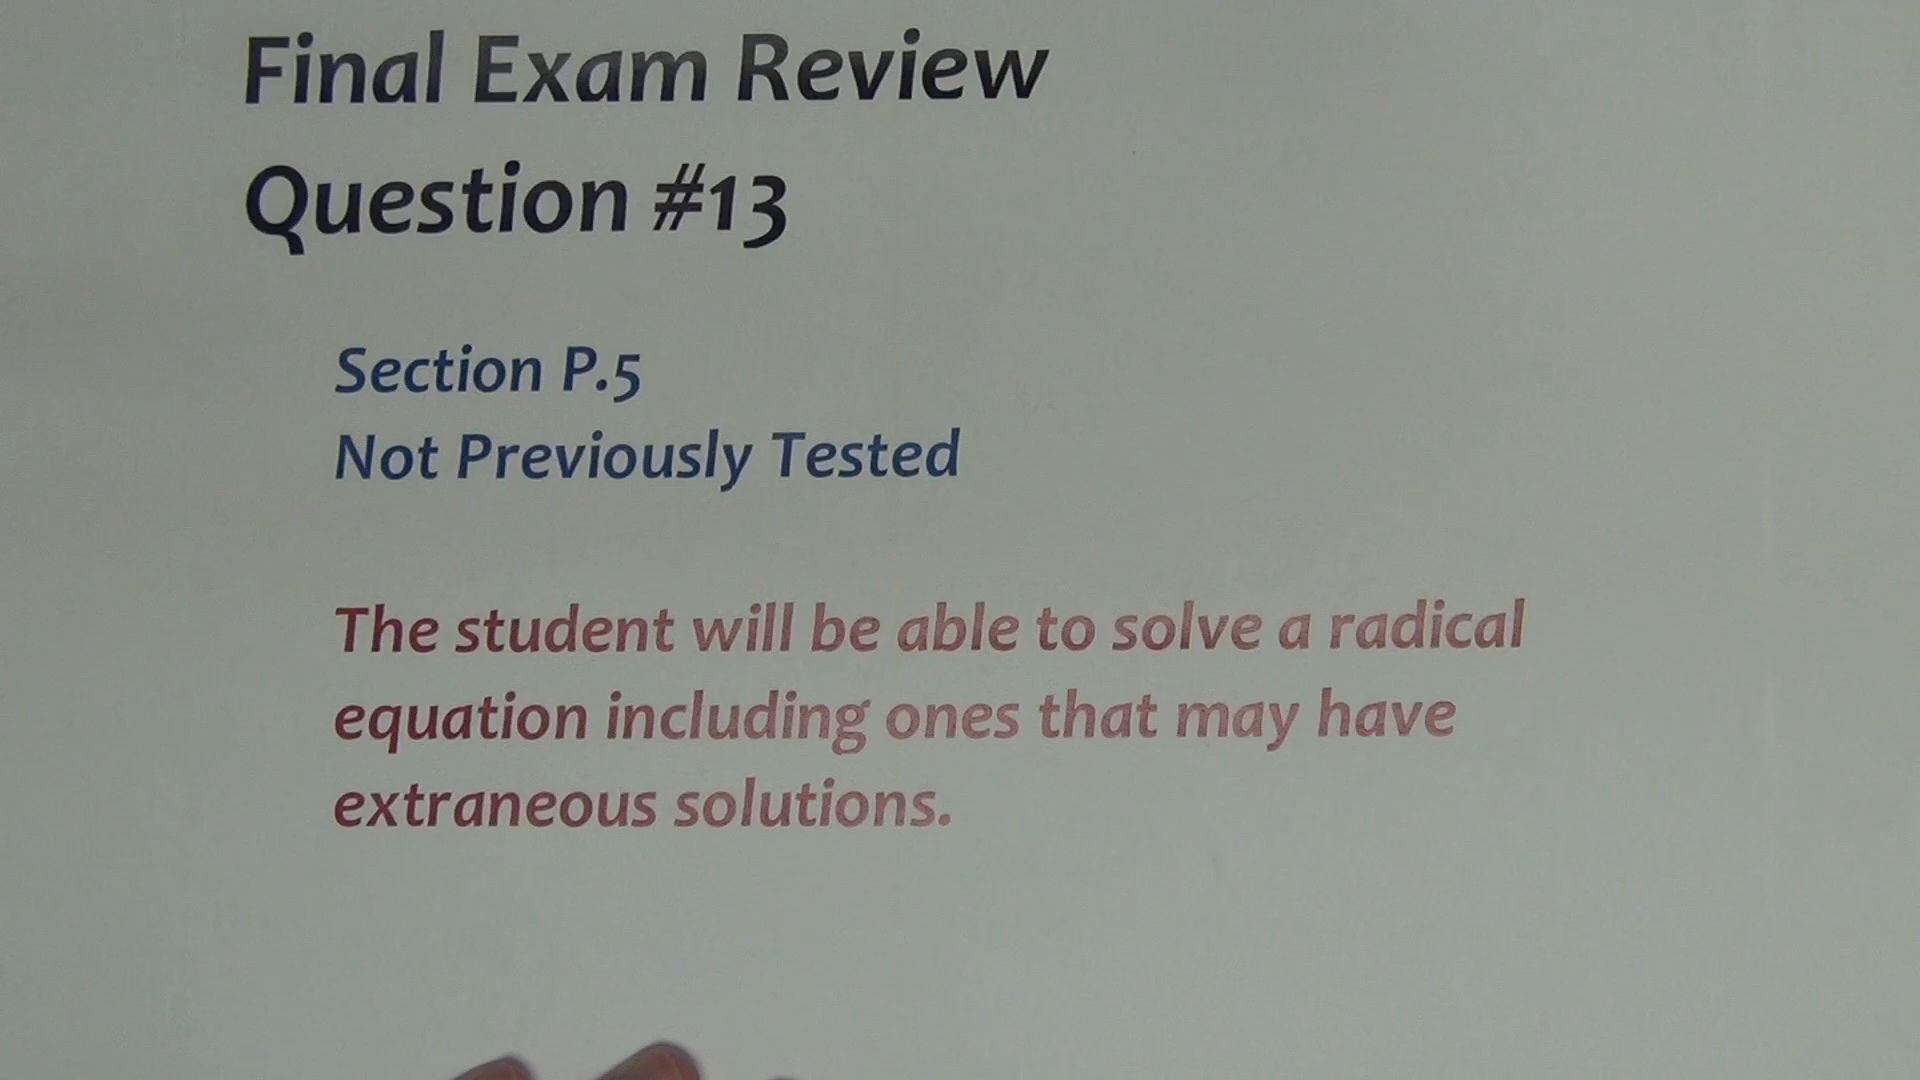 Final Exam Review
Question #13
Section P.5
Not Previously Tested
The student will be able to solve a radical
equation including ones that may have
extraneous solutions.